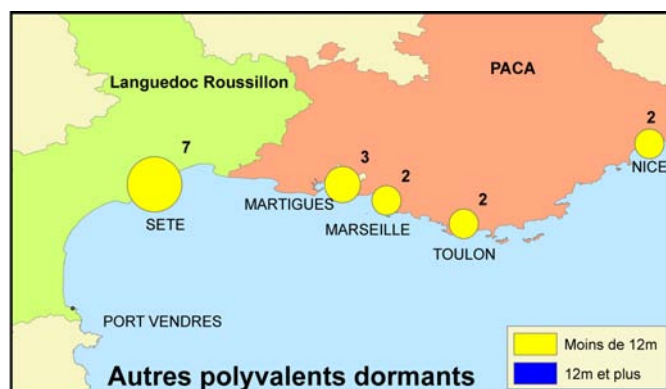 PACA
Languedoc Roussillon
2
7
3
2
NICE
2
MARTIGUES
SETE
MARSEILLE
TOULON
PORT VENDRES
Moins de 12m
Autres polyvalents dormants
12m et plus